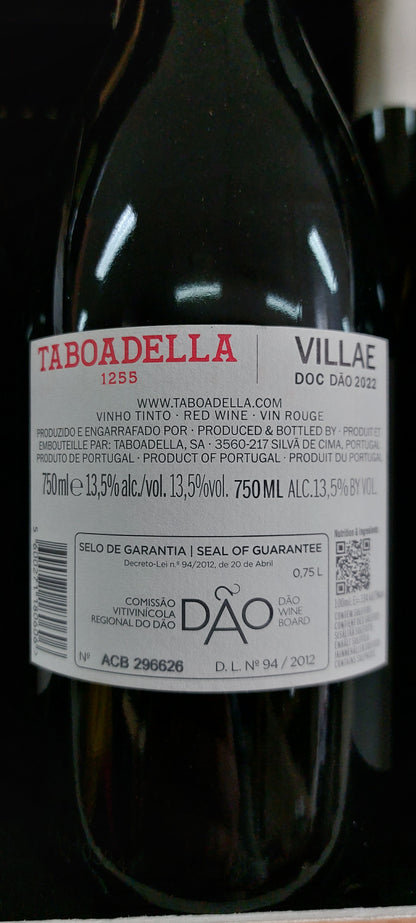 TABOADELLA
1255
VILLAE
DOC DÃO 2022
WWW.TABOADELLA.COM
VINHO TINTO · RED WINE · VIN ROUGE
PRODUZIDO E ENGARRAFADO POR · PRODUCED & BOTTLED BY · PRODUIT ET
EMBOUTEILLE PAR: TABOADELLA, SA · 3560-217 SILVÃ DE CIMA, PORTUGAL
PRODUTO DE PORTUGAL · PRODUCT OF PORTUGAL · PRODUIT DU PORTUGAL
750 ml e 13,5% alc./vol. 13,5%vol. 750 ML ALC.13,5% BY VOL.
Nutrition & Ingredients
SELO DE GARANTIA | SEAL OF GUARANTEE
Decreto-Lei n.º 94/2012, de 20 de Abril
0,75 L
COMISSÃO
VITIVINÍCOLA
REGIONAL DO DÃO
DÃO
DÃO
WINE
BOARD
Nº ACB 296626
D. L. Nº 94 / 2012